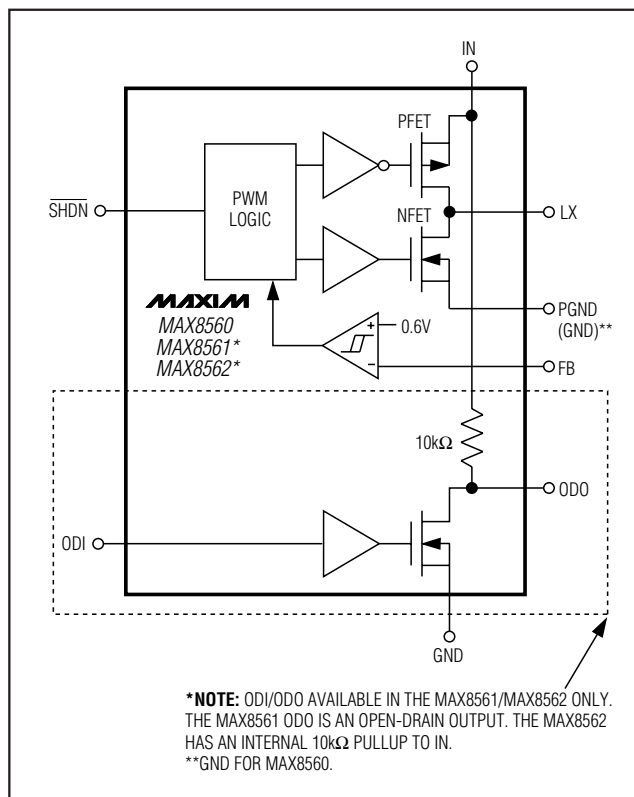 IN
PFET
SHDN
PWM
LOGIC
LX
NFET
MAXIM
MAX8560
MAX8561*
MAX8562*
+
0.6V
−
PGND
(GND)**
FB
10kΩ
ODO
ODI
GND
*NOTE: ODI/ODO AVAILABLE IN THE MAX8561/MAX8562 ONLY.
THE MAX8561 ODO IS AN OPEN-DRAIN OUTPUT. THE MAX8562
HAS AN INTERNAL 10kΩ PULLUP TO IN.
**GND FOR MAX8560.